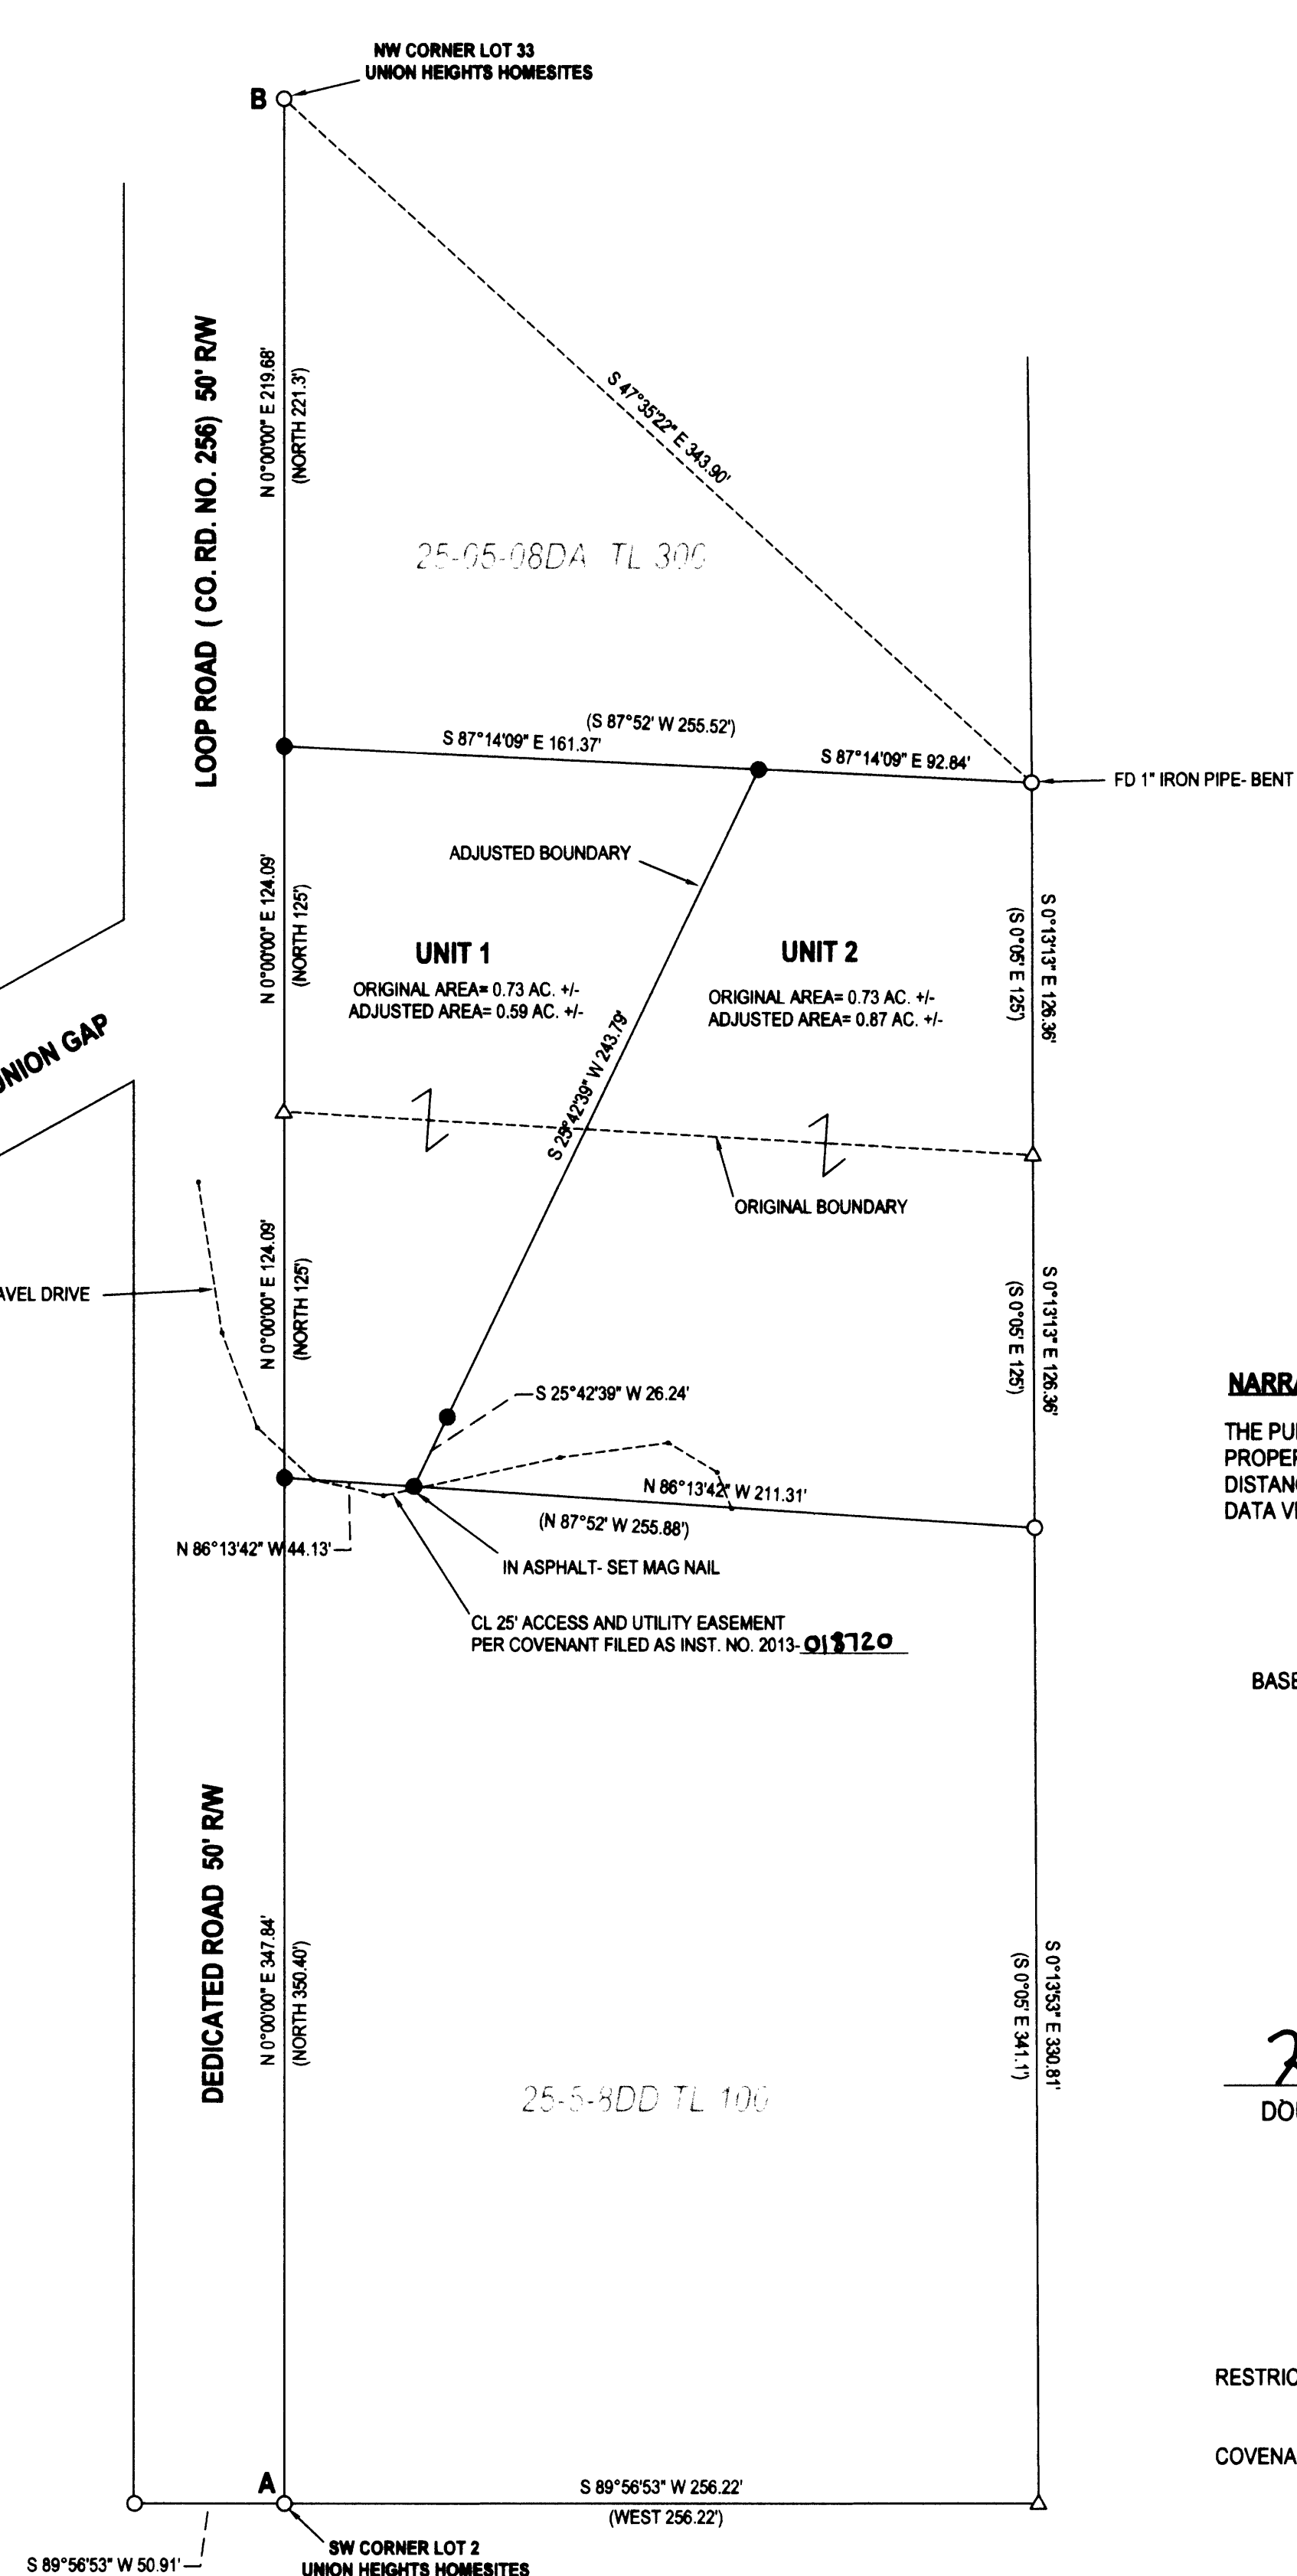 NW CORNER LOT 33
UNION HEIGHTS HOMESITES
B
LOOP ROAD ( CO. RD. NO. 256) 50' R/W
N 0°00'00" E 219.68'
(NORTH 221.3')
S 47°35'22" E 343.90'
25-05-08DA TL 300
(S 87°52' W 255.52')
S 87°14'09" E 161.37'
S 87°14'09" E 92.84'
FD 1" IRON PIPE- BENT
ADJUSTED BOUNDARY
N 0°00'00" E 124.09'
(NORTH 125')
UNIT 1
ORIGINAL AREA= 0.73 AC. +/-
ADJUSTED AREA= 0.59 AC. +/-
UNIT 2
ORIGINAL AREA= 0.73 AC. +/-
ADJUSTED AREA= 0.87 AC. +/-
S 0°13'13" E 126.36'
(S 0°05' E 125')
UNION GAP
S 25°42'39" W 243.79'
ORIGINAL BOUNDARY
AVEL DRIVE
N 0°00'00" E 124.09'
(NORTH 125')
S 0°13'13" E 126.36'
(S 0°05' E 125')
S 25°42'39" W 26.24'
NARRA
THE PU
PROPER
DISTANC
DATA VE
N 86°13'42" W 211.31'
(N 87°52' W 255.88')
N 86°13'42" W 44.13'
IN ASPHALT- SET MAG NAIL
CL 25' ACCESS AND UTILITY EASEMENT
PER COVENANT FILED AS INST. NO. 2013- 018720
BASE
DEDICATED ROAD 50' R/W
N 0°00'00" E 347.84'
(NORTH 350.40')
S 0°13'53" E 330.81'
(S 0°05' E 341.1')
25-5-8DD TL 100
DOU
RESTRIC
COVENA
A
S 89°56'53" W 256.22'
(WEST 256.22')
SW CORNER LOT 2
UNION HEIGHTS HOMESITES
S 89°56'53" W 50.91'